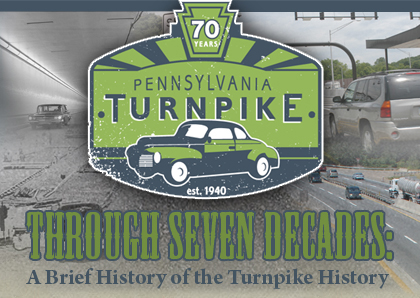 70
YEARS
PENNSYLVANIA
TURNPIKE
est. 1940
THROUGH SEVEN DECADES:
A Brief History of the Turnpike History